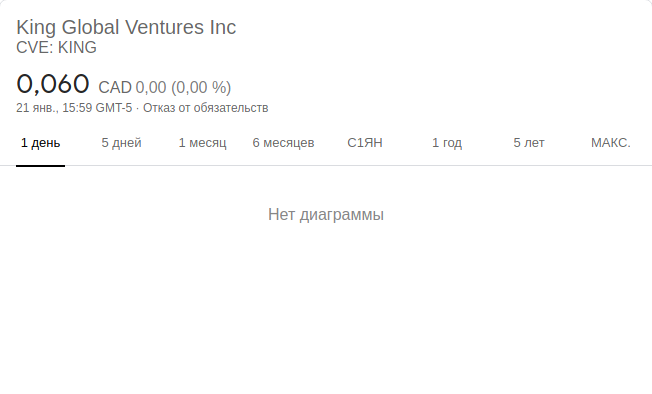 King Global Ventures Inc
CVE: KING
0,060 CAD 0,00 (0,00 %)
21 янв., 15:59 GMT-5 · Отказ от обязательств
1 день 5 дней 1 месяц 6 месяцев С1ЯН 1 год 5 лет МАКС.
Нет диаграммы